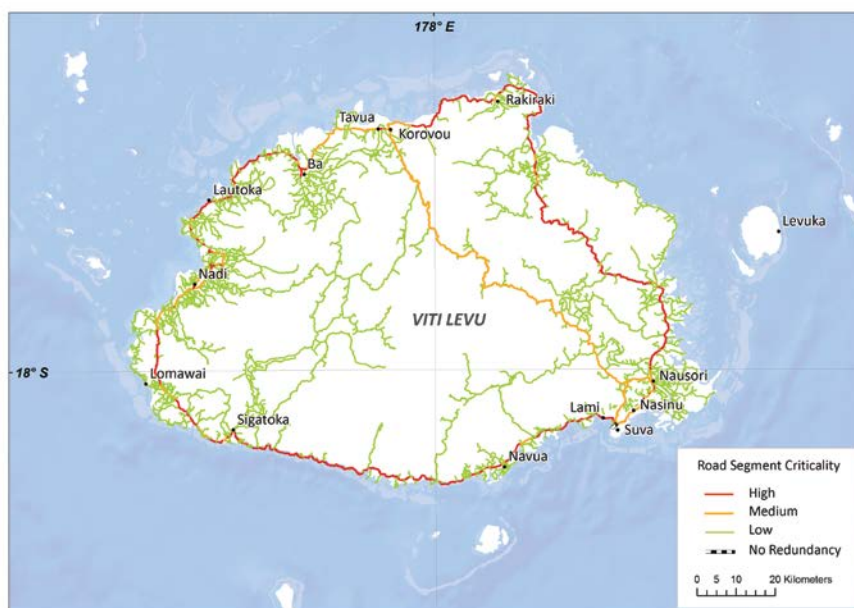 178° E
Rakiraki
Tavua
Korovou
Ba
Lautoka
Levuka
Nadi
VITI LEVU
18° S
Lomawai
Nausori
Lami
Nasinu
Sigatoka
Suva
Navua
Road Segment Criticality
High
Medium
Low
No Redundancy
0 5 10 20 Kilometers